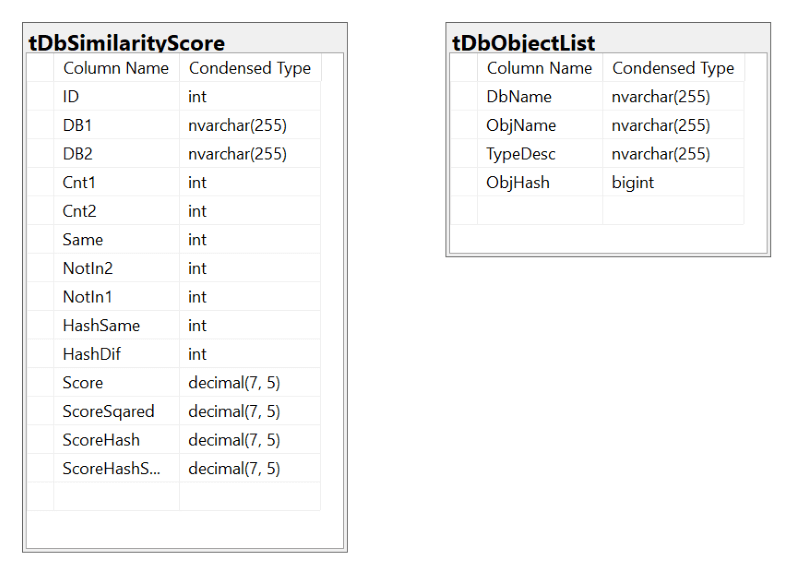 tDbSimilarityScore
Column Name Condensed Type
ID int
DB1 nvarchar(255)
DB2 nvarchar(255)
Cnt1 int
Cnt2 int
Same int
NotIn2 int
NotIn1 int
HashSame int
HashDif int
Score decimal(7, 5)
ScoreSqared decimal(7, 5)
ScoreHash decimal(7, 5)
ScoreHashS... decimal(7, 5)
tDbObjectList
Column Name Condensed Type
DbName nvarchar(255)
ObjName nvarchar(255)
TypeDesc nvarchar(255)
ObjHash bigint